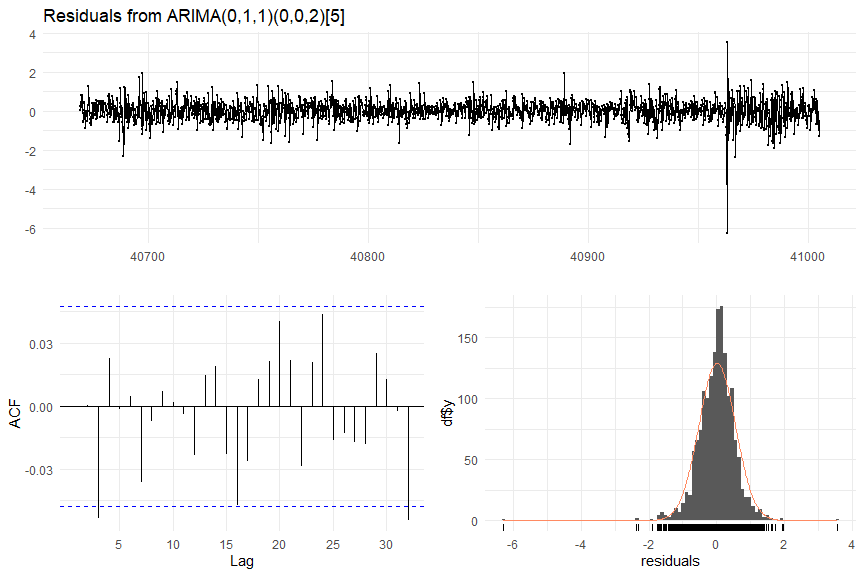 Residuals from ARIMA(0,1,1)(0,0,2)[5]
4
2
0
-2
-4
-6
40700 40800 40900 41000
ACF
0.03
0.00
-0.03
5 10 15 20 25 30
Lag
df$y
150
100
50
0
-6 -4 -2 0 2 4
residuals